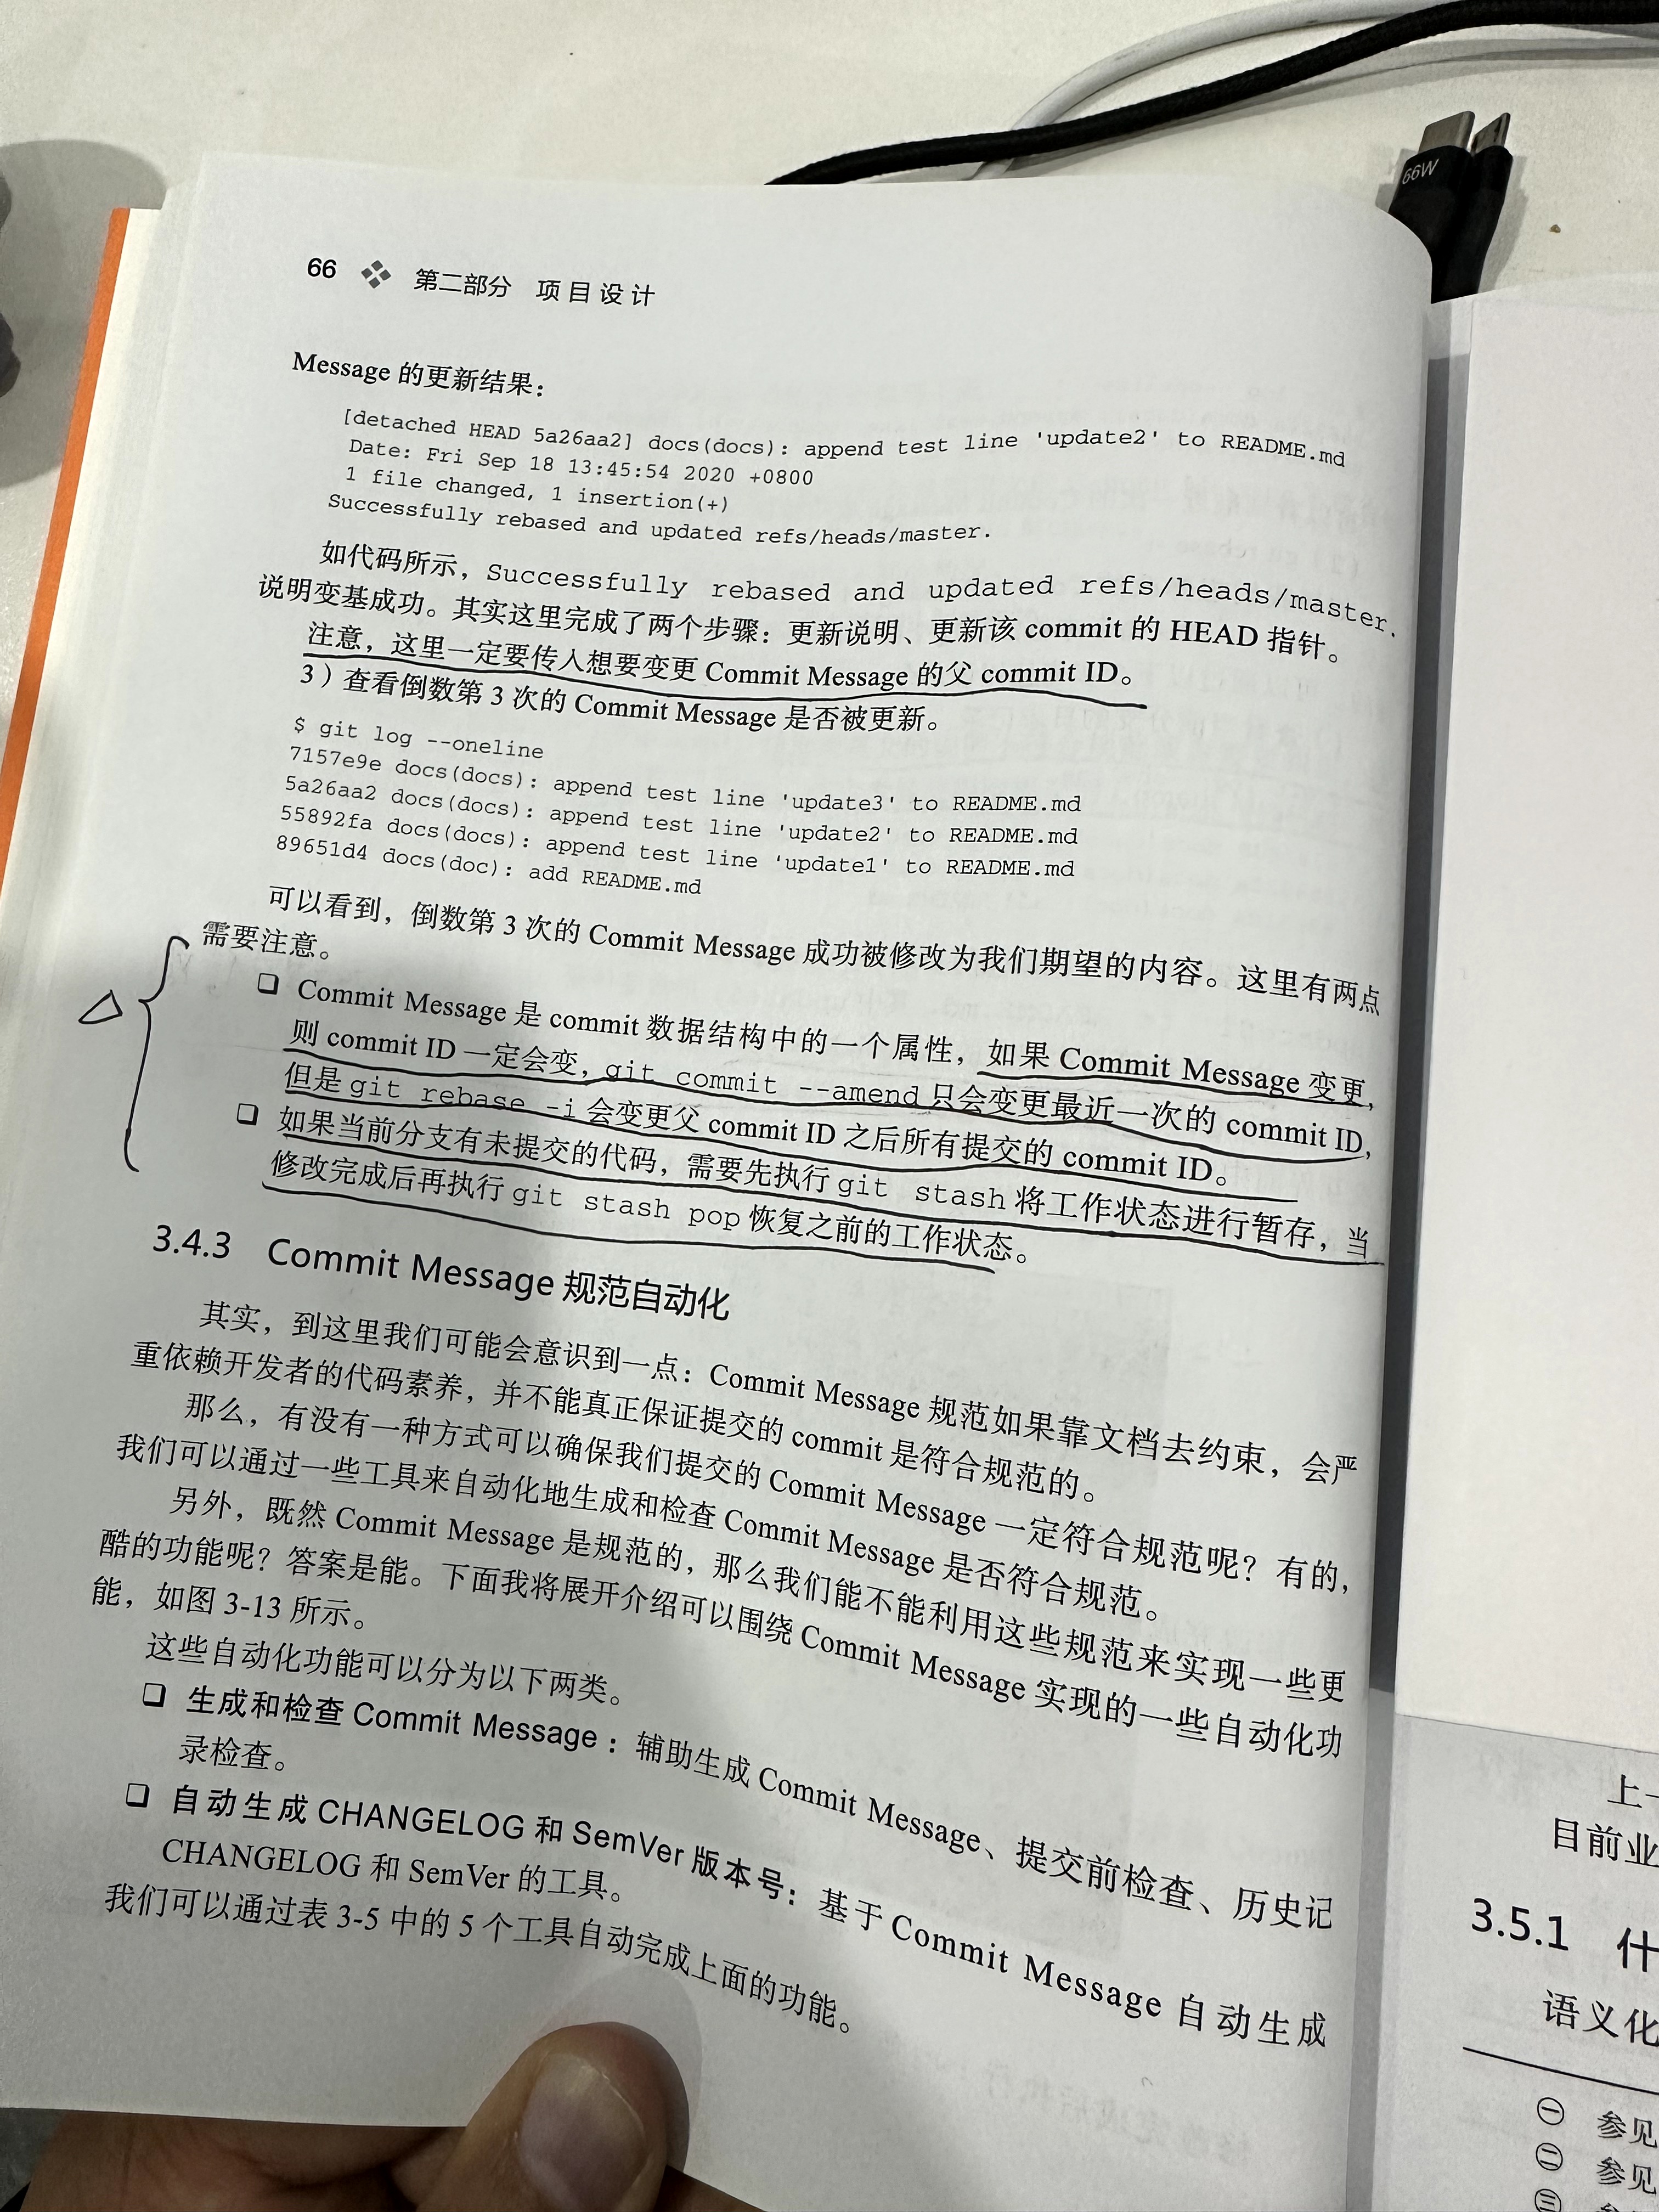 66 第二部分 项目设计
Message 的更新结果：
[detached HEAD 5a26aa2] docs(docs): append test line 'update2' to README.md
Date: Fri Sep 18 13:45:54 2020 +0800
1 file changed, 1 insertion(+)
Successfully rebased and updated refs/heads/master.
如代码所示，Successfully rebased and updated refs/heads/master.
说明变基成功。其实这里完成了两个步骤：更新说明、更新该 commit 的 HEAD 指针。
注意，这里一定要传入想要变更 Commit Message 的父 commit ID。
3）查看倒数第 3 次的 Commit Message 是否被更新。
$ git log --oneline
7157e9e docs(docs): append test line 'update3' to README.md
5a26aa2 docs(docs): append test line 'update2' to README.md
55892fa docs(docs): append test line 'update1' to README.md
89651d4 docs(doc): add README.md
可以看到，倒数第 3 次的 Commit Message 成功被修改为我们期望的内容。这里有两点
需要注意。
❑ Commit Message 是 commit 数据结构中的一个属性，如果 Commit Message 变更，
则 commit ID 一定会变，git commit --amend 只会变更最近一次的 commit ID，
但是 git rebase -i 会变更父 commit ID 之后所有提交的 commit ID。
❑ 如果当前分支有未提交的代码，需要先执行 git stash 将工作状态进行暂存，当
修改完成后再执行 git stash pop 恢复之前的工作状态。
3.4.3 Commit Message 规范自动化
其实，到这里我们可能会意识到一点：Commit Message 规范如果靠文档去约束，会严
重依赖开发者的代码素养，并不能真正保证提交的 commit 是符合规范的。
那么，有没有一种方式可以确保我们提交的 Commit Message 一定符合规范呢？有的，
我们可以通过一些工具来自动化地生成和检查 Commit Message 是否符合规范。
另外，既然 Commit Message 是规范的，那么我们能不能利用这些规范来实现一些更
酷的功能呢？答案是能。下面我将展开介绍可以围绕 Commit Message 实现的一些自动化功
能，如图 3-13 所示。
这些自动化功能可以分为以下两类。
❑ 生成和检查 Commit Message：辅助生成 Commit Message、提交前检查、历史记
录检查。
❑ 自动生成 CHANGELOG 和 SemVer 版本号：基于 Commit Message 自动生成
CHANGELOG 和 SemVer 的工具。
我们可以通过表 3-5 中的 5 个工具自动完成上面的功能。
66W
上一
目前业
3.5.1 什
语义化
㊀ 参见
㊁ 参见
㊂